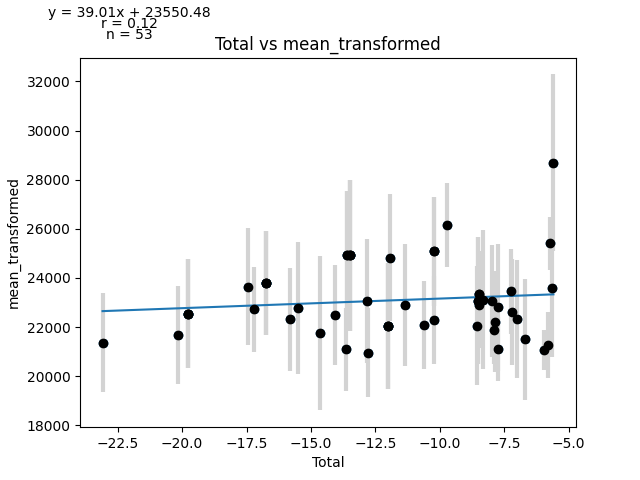 y = 39.01x + 23550.48
r = 0.12
n = 53
Total vs mean_transformed
32000
30000
28000
26000
24000
22000
20000
18000
mean_transformed
−22.5 −20.0 −17.5 −15.0 −12.5 −10.0 −7.5 −5.0
Total